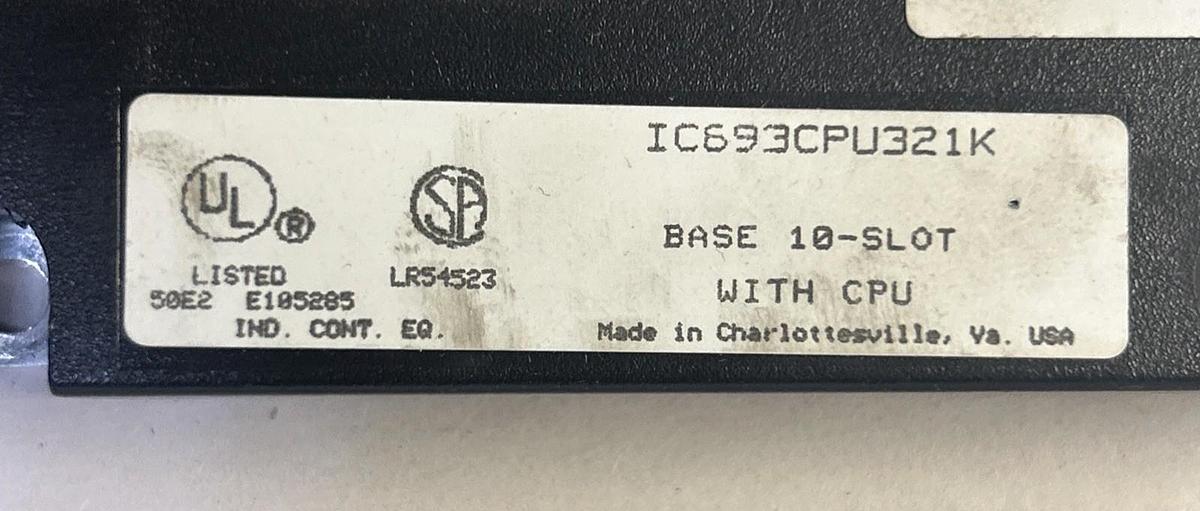 IC693CPU321K
UL ®
SA
BASE 10-SLOT
LISTED
LR54523
50E2 E105285
WITH CPU
IND. CONT. EQ.
Made in Charlottesville, Va. USA